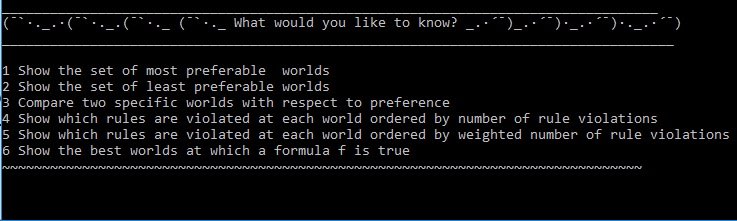 (¯`·._.·(¯`·._.(¯`·._ (¯`·._ What would you like to know? _.·´¯)_.·´¯)·_.·´¯)·._.·´¯)
1 Show the set of most preferable  worlds
2 Show the set of least preferable worlds
3 Compare two specific worlds with respect to preference
4 Show which rules are violated at each world ordered by number of rule violations
5 Show which rules are violated at each world ordered by weighted number of rule violations
6 Show the best worlds at which a formula f is true